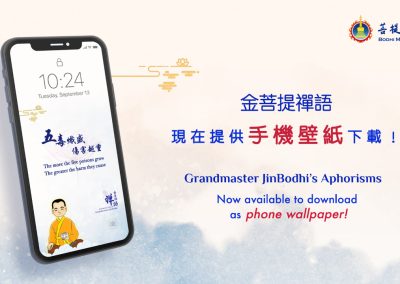 10:24
Tuesday, September 13
五毒熾盛
傷害越重
The more the five poisons grow
The greater the harm they cause
禪語
菩提
BODHI M
金菩提禪語
現在提供手機壁紙下載！
Grandmaster JinBodhi's Aphorisms
Now available to download
as phone wallpaper!